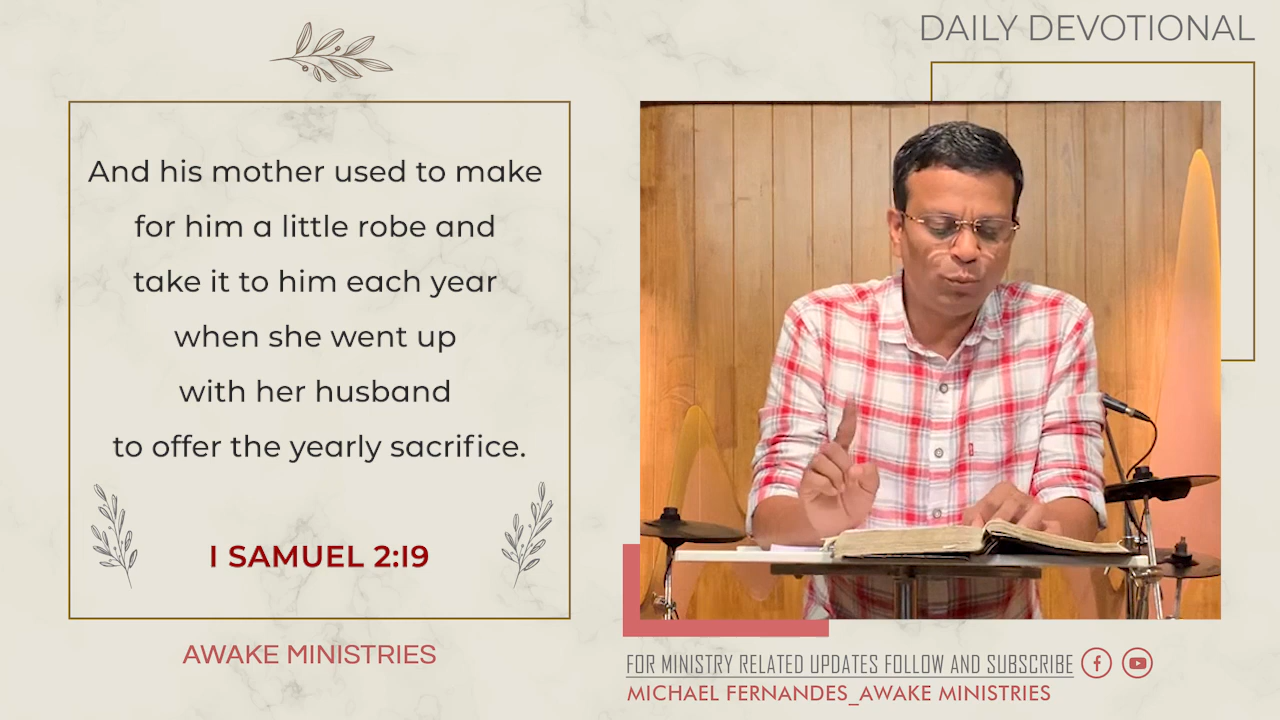 DAILY DEVOTIONAL
And his mother used to make
for him a little robe and
take it to him each year
when she went up
with her husband
to offer the yearly sacrifice.
I SAMUEL 2:19
AWAKE MINISTRIES
FOR MINISTRY RELATED UPDATES FOLLOW AND SUBSCRIBE
MICHAEL FERNANDES_AWAKE MINISTRIES